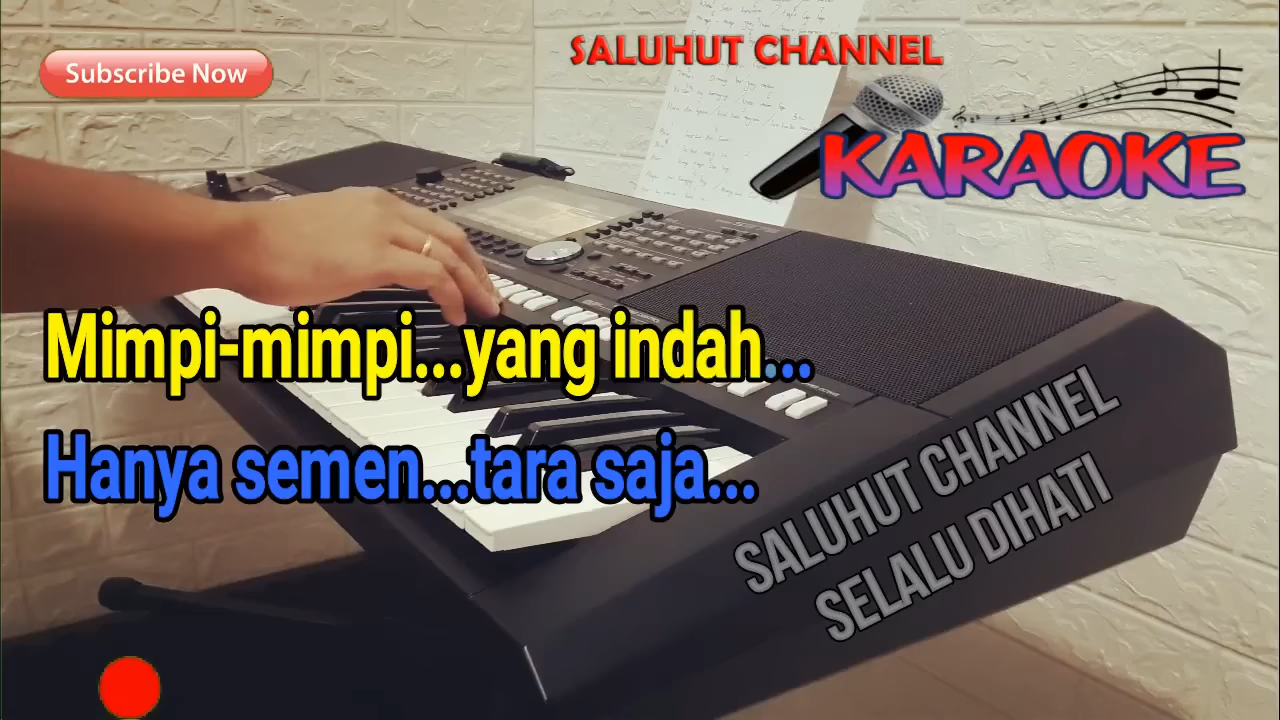 Subscribe Now
SALUHUT CHANNEL
KARAOKE
Mimpi-mimpi...yang indah...
Hanya semen...tara saja...
SALUHUT CHANNEL
SELALU DIHATI